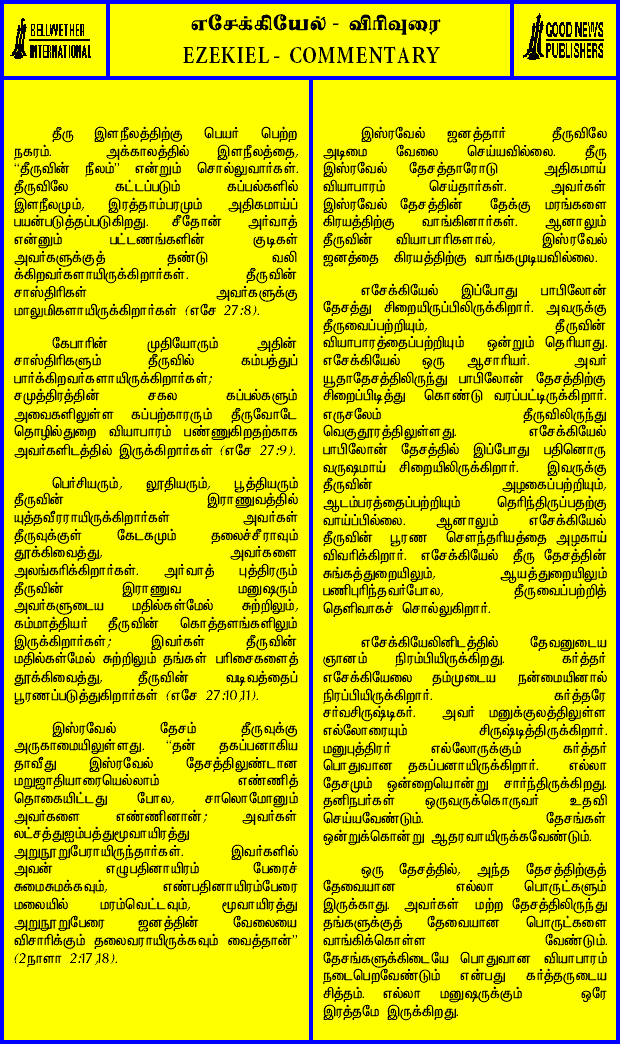 BELLWETHER
INTERNATIONAL
எசேக்கியேல் - விரிவுரை
EZEKIEL - COMMENTARY
GOOD NEWS
PUBLISHERS
தீரு இளநீலத்திற்கு பெயர் பெற்ற
நகரம். அக்காலத்தில் இளநீலத்தை,
“தீருவின் நீலம்” என்றும் சொல்லுவார்கள்.
தீருவிலே கட்டப்படும் கப்பல்களில்
இளநீலமும், இரத்தாம்பரமும் அதிகமாய்ப்
பயன்படுத்தப்படுகிறது. சீதோன் அர்வாத்
என்னும் பட்டணங்களின் குடிகள்
அவர்களுக்குத் தண்டு வலி
க்கிறவர்களாயிருக்கிறார்கள். தீருவின்
சாஸ்திரிகள் அவர்களுக்கு
மாலுமிகளாயிருக்கிறார்கள் (எசே 27:8).
கேபாரின் முதியோரும் அதின்
சாஸ்திரிகளும் தீருவில் கம்பத்துப்
பார்க்கிறவர்களாயிருக்கிறார்கள்;
சமுத்திரத்தின் சகல கப்பல்களும்
அவைகளிலுள்ள கப்பற்காரரும் தீருவோடே
தொழில்துறை வியாபாரம் பண்ணுகிறதற்காக
அவர்களிடத்தில் இருக்கிறார்கள் (எசே 27:9).
பெர்சியரும், லூதியரும், பூத்தியரும்
தீருவின் இராணுவத்தில்
யுத்தவீரராயிருக்கிறார்கள் அவர்கள்
தீருவுக்குள் கேடகமும் தலைச்சீராவும்
தூக்கிவைத்து, அவர்களை
அலங்கரிக்கிறார்கள். அர்வாத் புத்திரரும்
தீருவின் இராணுவ மனுஷரும்
அவர்களுடைய மதில்கள்மேல் சுற்றிலும்,
கம்மாத்தியர் தீருவின் கொத்தளங்களிலும்
இருக்கிறார்கள்; இவர்கள் தீருவின்
மதில்கள்மேல் சுற்றிலும் தங்கள் பரிசைகளைத்
தூக்கிவைத்து, தீருவின் வடிவத்தைப்
பூரணப்படுத்துகிறார்கள் (எசே 27:10,11).
இஸ்ரவேல் தேசம் தீருவுக்கு
அருகாமையிலுள்ளது. “தன் தகப்பனாகிய
தாவீது இஸ்ரவேல் தேசத்திலுண்டான
மறுஜாதியாரையெல்லாம் எண்ணித்
தொகையிட்டது போல, சாலொமோனும்
அவர்களை எண்ணினான்; அவர்கள்
லட்சத்துஐம்பத்துமூவாயிரத்து
அறுநூறுபேராயிருந்தார்கள். இவர்களில்
அவன் எழுபதினாயிரம் பேரைச்
சுமைசுமக்கவும், எண்பதினாயிரம்பேரை
மலையில் மரம்வெட்டவும், மூவாயிரத்து
அறுநூறுபேரை ஜனத்தின் வேலையை
விசாரிக்கும் தலைவராயிருக்கவும் வைத்தான்”
(2நாளா 2:17,18).
இஸ்ரவேல் ஜனத்தார் தீருவிலே
அடிமை வேலை செய்யவில்லை. தீரு
இஸ்ரவேல் தேசத்தாரோடு அதிகமாய்
வியாபாரம் செய்தார்கள். அவர்கள்
இஸ்ரவேல் தேசத்தின் தேக்கு மரங்களை
கிரயத்திற்கு வாங்கினார்கள். ஆனாலும்
தீருவின் வியாபாரிகளால், இஸ்ரவேல்
ஜனத்தை கிரயத்திற்கு வாங்கமுடியவில்லை.
எசேக்கியேல் இப்போது பாபிலோன்
தேசத்து சிறையிருப்பிலிருக்கிறார். அவருக்கு
தீருவைப்பற்றியும், தீருவின்
வியாபாரத்தைப்பற்றியும் ஒன்றும் தெரியாது.
எசேக்கியேல் ஒரு ஆசாரியர். அவர்
யூதாதேசத்திலிருந்து பாபிலோன் தேசத்திற்கு
சிறைப்பிடித்து கொண்டு வரப்பட்டிருக்கிறார்.
எருசலேம் தீருவிலிருந்து
வெகுதூரத்திலுள்ளது. எசேக்கியேல்
பாபிலோன் தேசத்தில் இப்போது பதினொரு
வருஷமாய் சிறையிலிருக்கிறார். இவருக்கு
தீருவின் அழகைப்பற்றியும்,
ஆடம்பரத்தைப்பற்றியும் தெரிந்திருப்பதற்கு
வாய்ப்பில்லை. ஆனாலும் எசேக்கியேல்
தீருவின் பூரண சௌந்தரியத்தை அழகாய்
விவரிக்கிறார். எசேக்கியேல் தீரு தேசத்தின்
சுங்கத்துறையிலும், ஆயத்துறையிலும்
பணிபுரிந்தவர்போல, தீருவைப்பற்றித்
தெளிவாகச் சொல்லுகிறார்.
எசேக்கியேலினிடத்தில் தேவனுடைய
ஞானம் நிரம்பியிருக்கிறது. கர்த்தர்
எசேக்கியேலை தம்முடைய நன்மையினால்
நிரப்பியிருக்கிறார். கர்த்தரே
சர்வசிருஷ்டிகர். அவர் மனுக்குலத்திலுள்ள
எல்லோரையும் சிருஷ்டித்திருக்கிறார்.
மனுபுத்திரர் எல்லோருக்கும் கர்த்தர்
பொதுவான தகப்பனாயிருக்கிறார். எல்லா
தேசமும் ஒன்றையொன்று சார்ந்திருக்கிறது.
தனிநபர்கள் ஒருவருக்கொருவர் உதவி
செய்யவேண்டும். தேசங்கள்
ஒன்றுக்கொன்று ஆதரவாயிருக்கவேண்டும்.
ஒரு தேசத்தில், அந்த தேசத்திற்குத்
தேவையான எல்லா பொருட்களும்
இருக்காது. அவர்கள் மற்ற தேசத்திலிருந்து
தங்களுக்குத் தேவையான பொருட்களை
வாங்கிக்கொள்ள வேண்டும்.
தேசங்களுக்கிடையே பொதுவான வியாபாரம்
நடைபெறவேண்டும் என்பது கர்த்தருடைய
சித்தம். எல்லா மனுஷருக்கும் ஒரே
இரத்தமே இருக்கிறது.